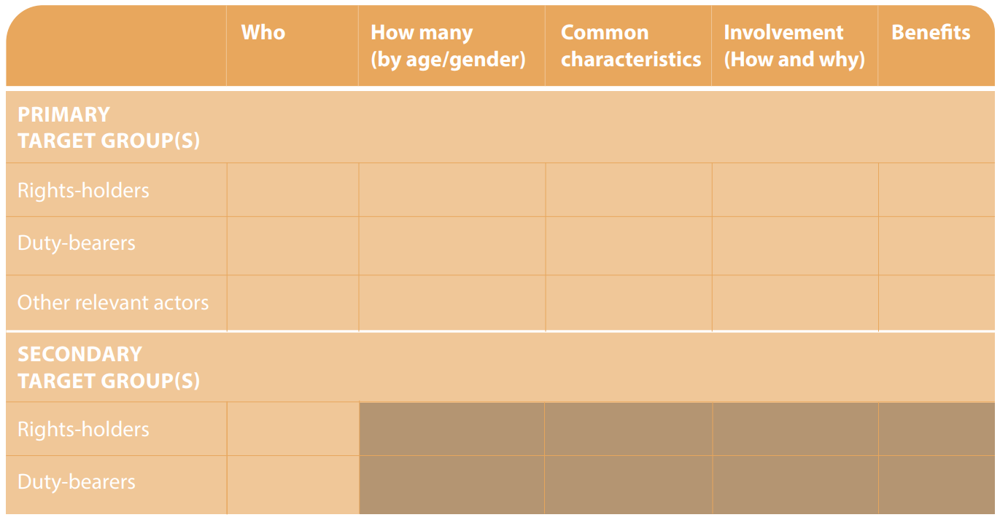 Who
How many
(by age/gender)
Common
characteristics
Involvement
(How and why)
Benefits
PRIMARY
TARGET GROUP(S)
Rights-holders
Duty-bearers
Other relevant actors
SECONDARY
TARGET GROUP(S)
Rights-holders
Duty-bearers